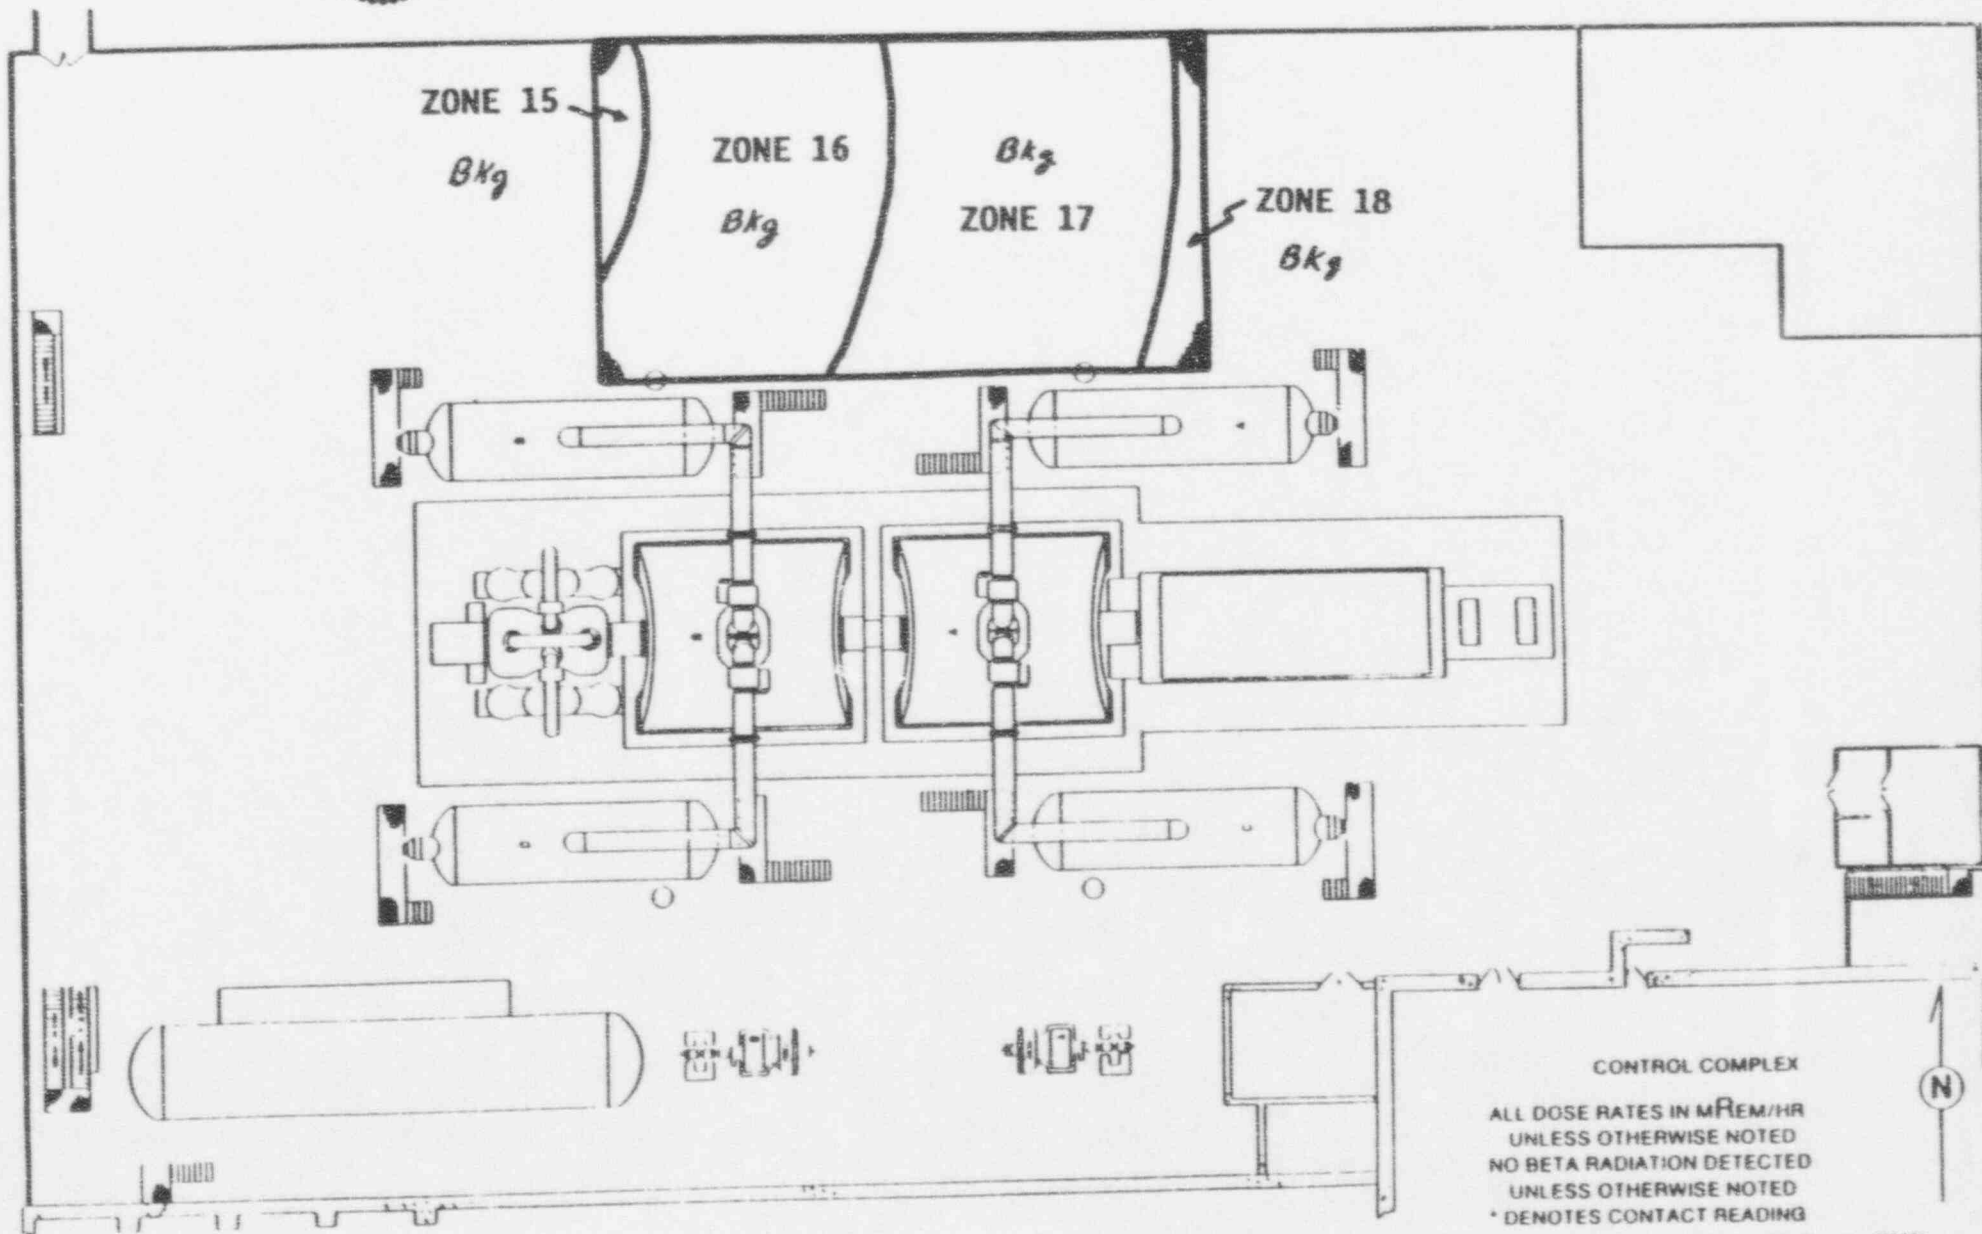 ZONE 15
Bkg
ZONE 16
Bkg
Bkg
ZONE 17
ZONE 18
Bkg
B
A
B
A
D
C
CONTROL COMPLEX
ALL DOSE RATES IN MREM/HR
UNLESS OTHERWISE NOTED
NO BETA RADIATION DETECTED
UNLESS OTHERWISE NOTED
* DENOTES CONTACT READING
N